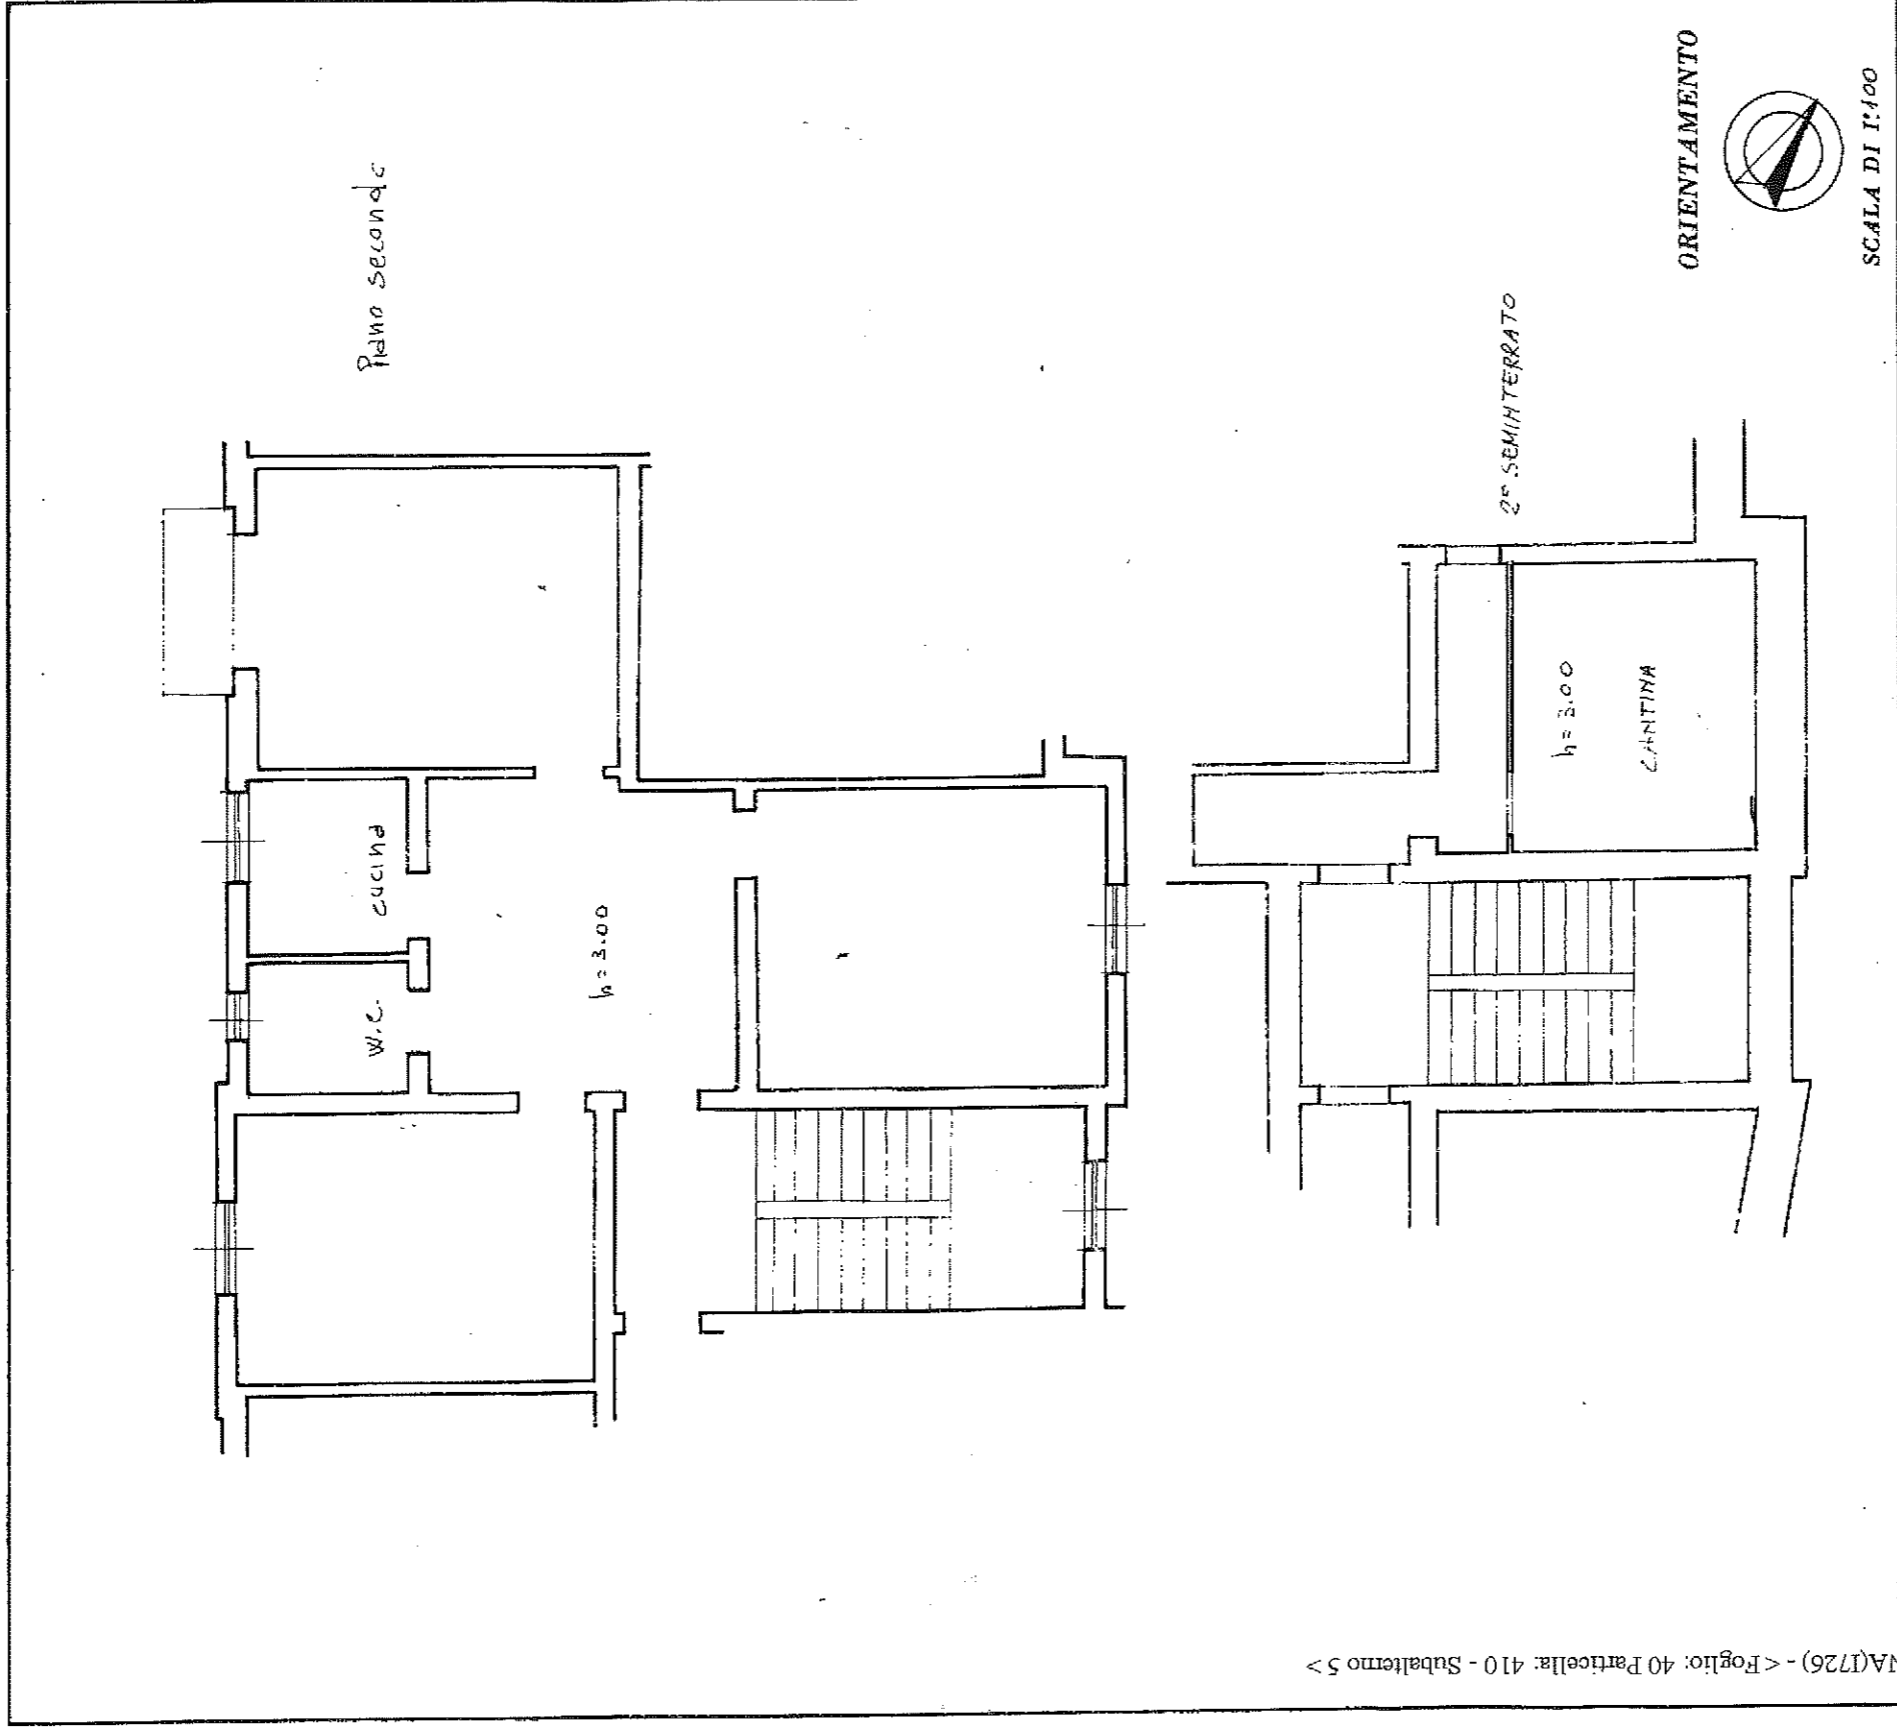 Piano secondo
cucina
W.C.
h=3.00
2° SEMINTERRATO
h=3.00
CANTINA
ORIENTAMENTO
SCALA DI 1:100
NA(I726) - < Foglio: 40 Particella: 410 - Subalterno 5 >